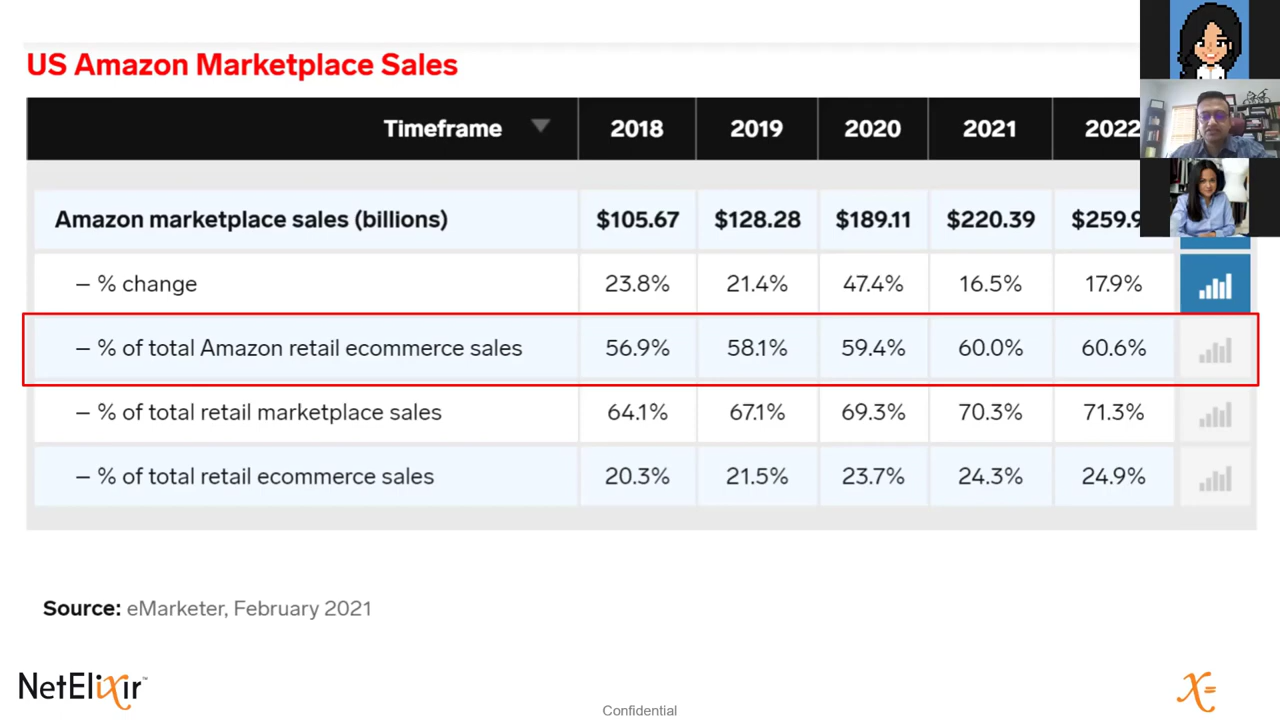 US Amazon Marketplace Sales
Timeframe 2018 2019 2020 2021 2022
Amazon marketplace sales (billions) $105.67 $128.28 $189.11 $220.39 $259.9
– % change 23.8% 21.4% 47.4% 16.5% 17.9%
– % of total Amazon retail ecommerce sales 56.9% 58.1% 59.4% 60.0% 60.6%
– % of total retail marketplace sales 64.1% 67.1% 69.3% 70.3% 71.3%
– % of total retail ecommerce sales 20.3% 21.5% 23.7% 24.3% 24.9%
Source: eMarketer, February 2021
NetElixir™
X=
Confidential